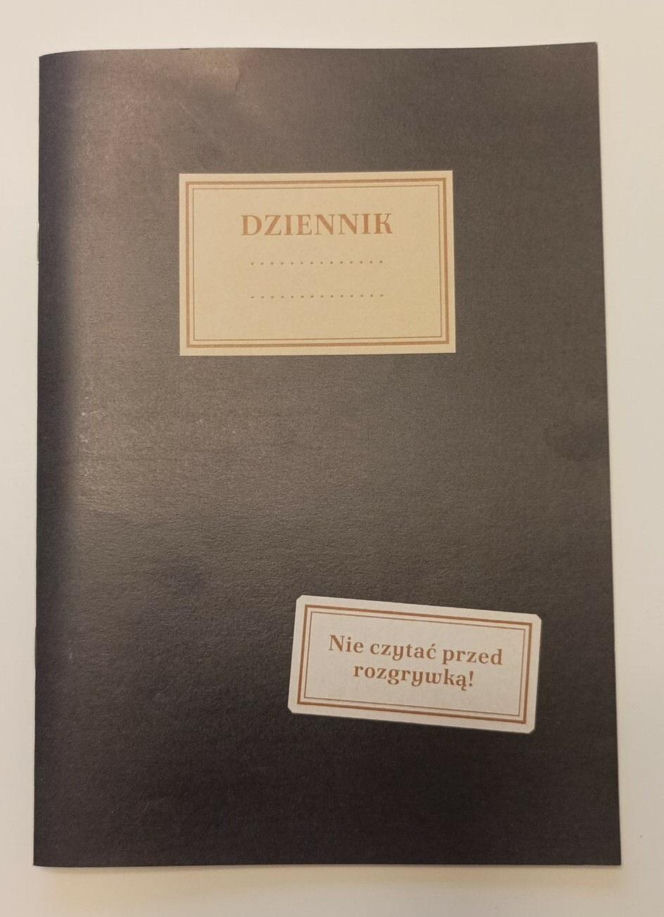 DZIENNIK
..............
..............
Nie czytać przed
rozgrywką!